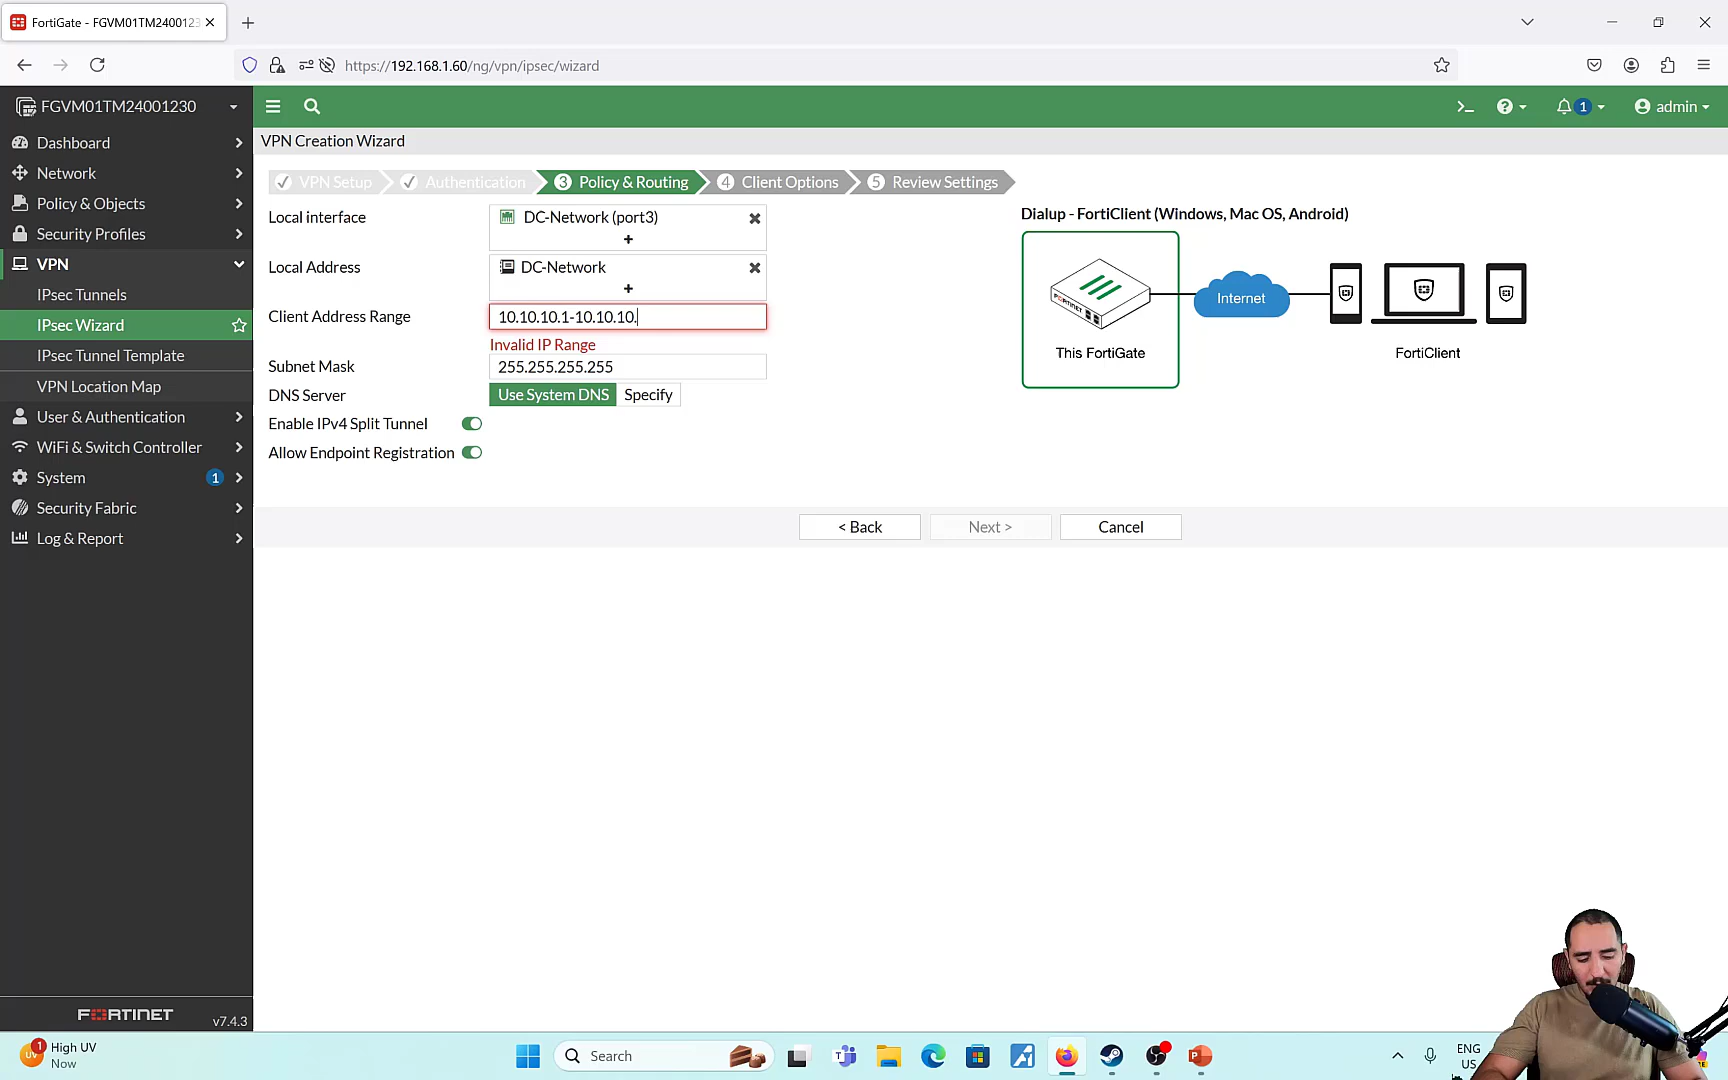 FortiGate - FGVM01TM2400123
https://192.168.1.60/ng/vpn/ipsec/wizard
FGVM01TM24001230
1
admin
Dashboard
Network
Policy & Objects
Security Profiles
VPN
IPsec Tunnels
IPsec Wizard
IPsec Tunnel Template
VPN Location Map
User & Authentication
WiFi & Switch Controller
System
1
Security Fabric
Log & Report
FORTINET
v7.4.3
VPN Creation Wizard
VPN Setup
Authentication
3 Policy & Routing
4 Client Options
5 Review Settings
Local interface
DC-Network (port3)
Local Address
DC-Network
Client Address Range
10.10.10.1-10.10.10.
Invalid IP Range
Subnet Mask
255.255.255.255
DNS Server
Use System DNS
Specify
Enable IPv4 Split Tunnel
Allow Endpoint Registration
Dialup - FortiClient (Windows, Mac OS, Android)
FORTINET
Internet
This FortiGate
FortiClient
< Back
Next >
Cancel
UV
1
High UV
Now
Search
ENG
US